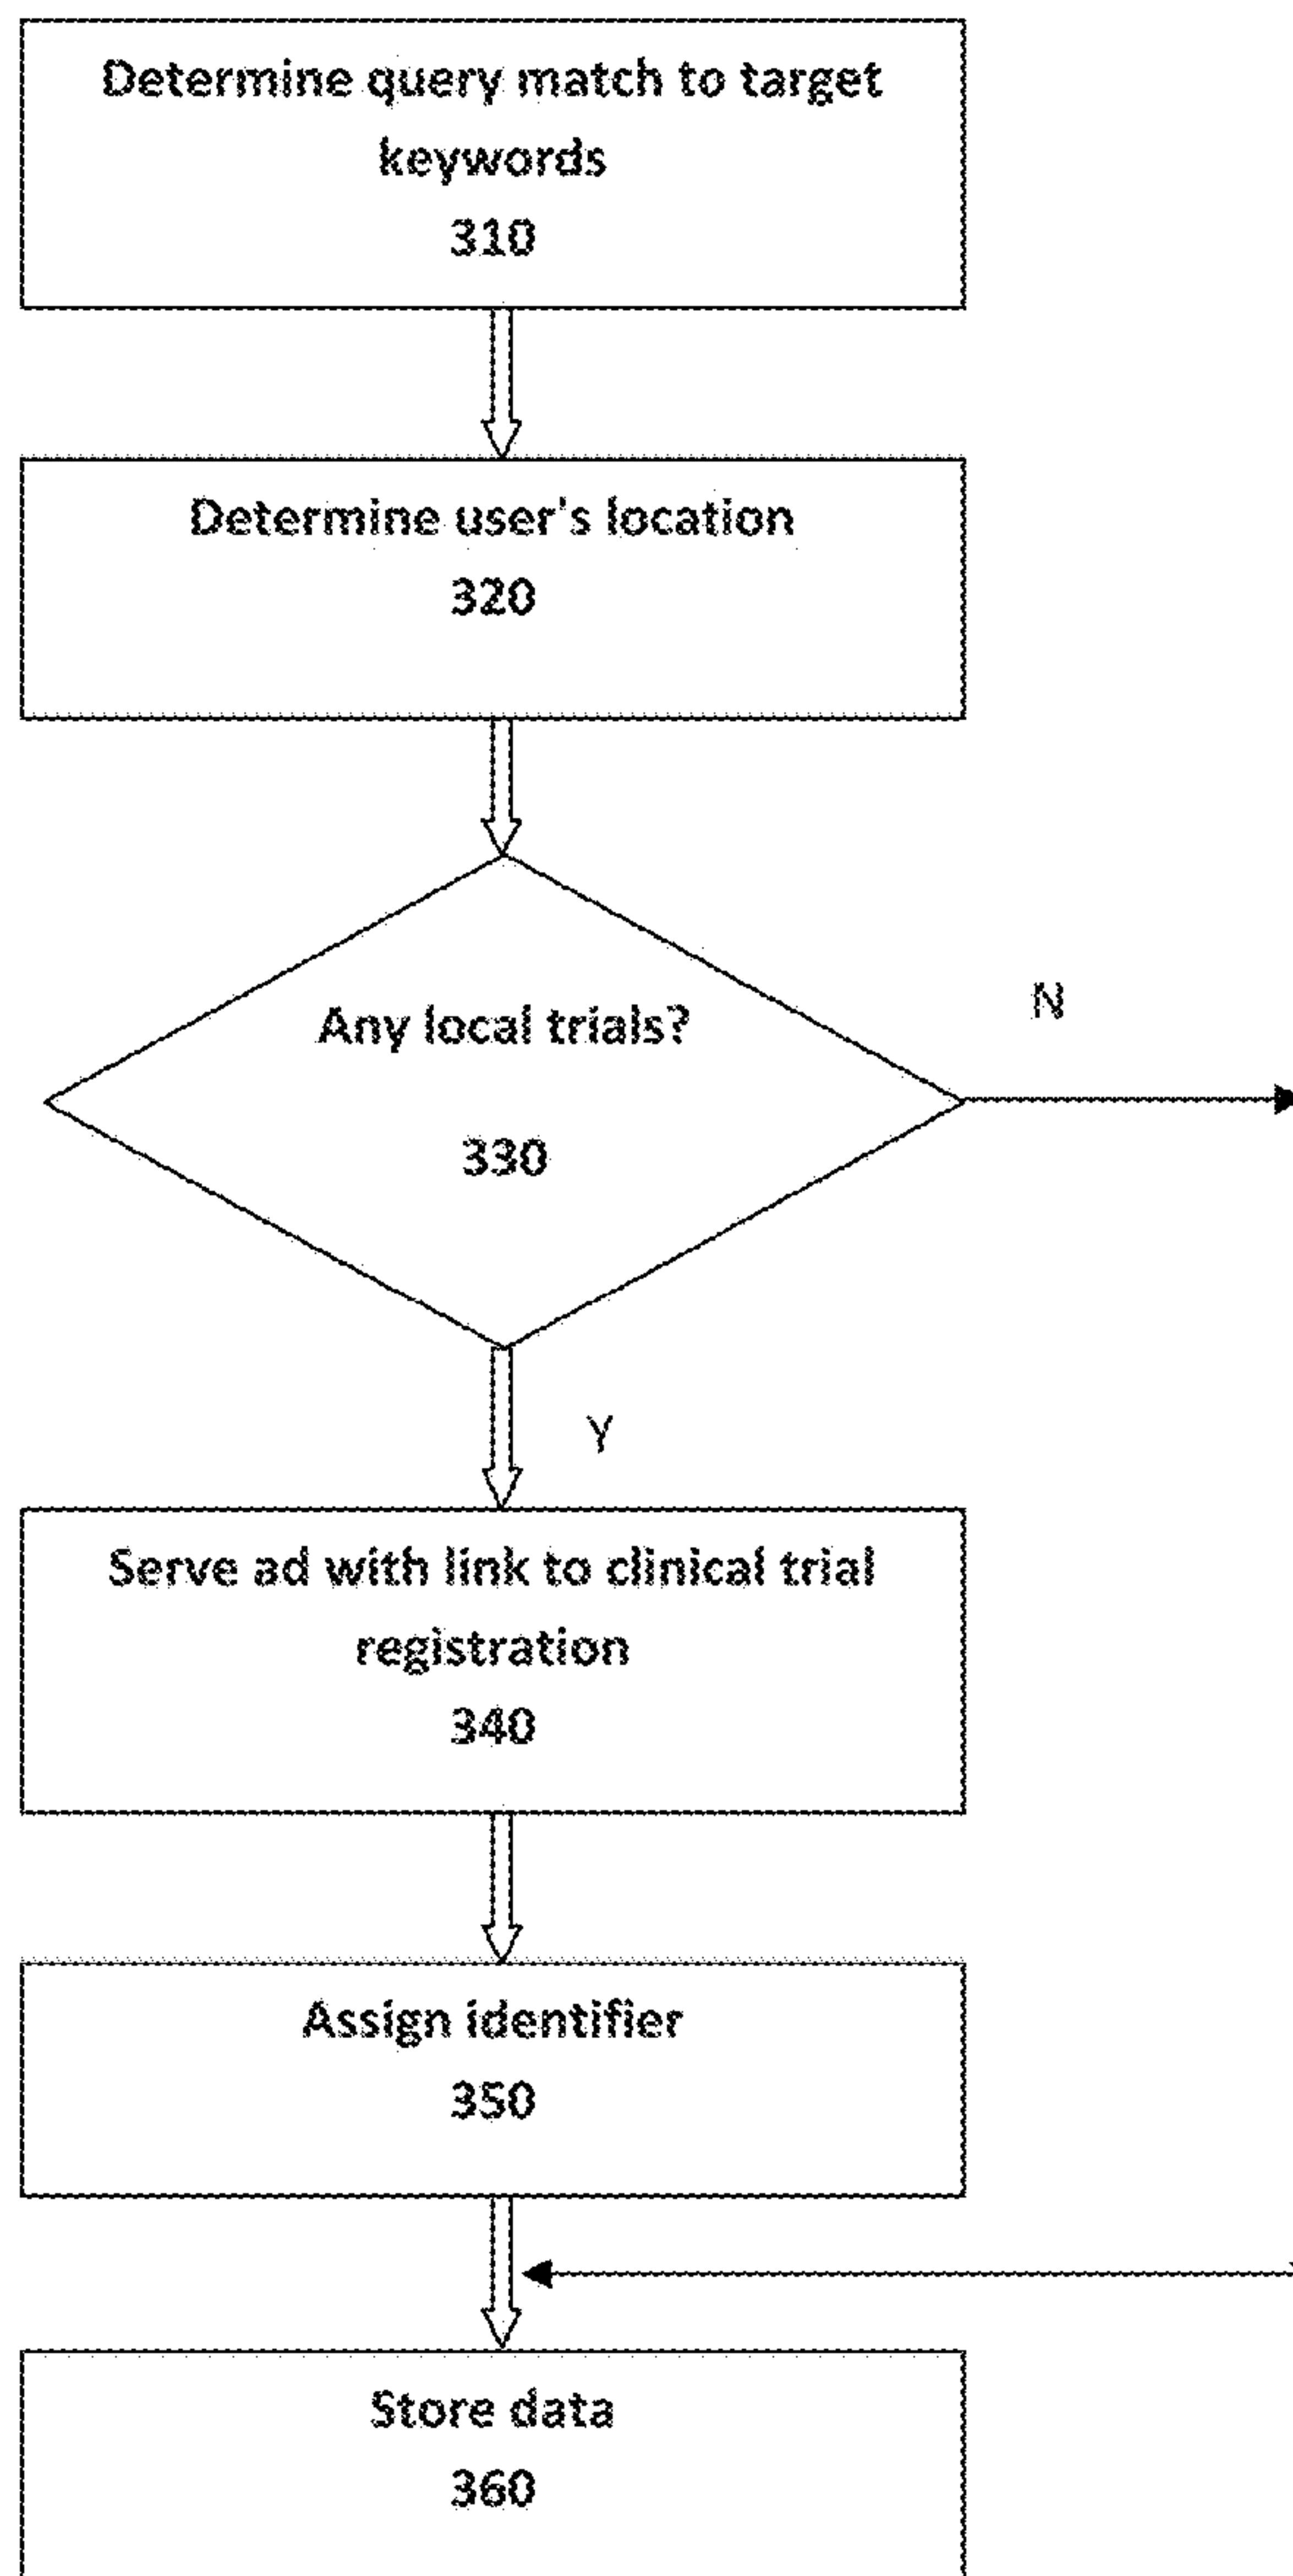 Determine query match to target
keywords
310
Determine user's location
320
Any local trials?
N
330
Y
Serve ad with link to clinical trial
registration
340
Assign identifier
350
Store data
360